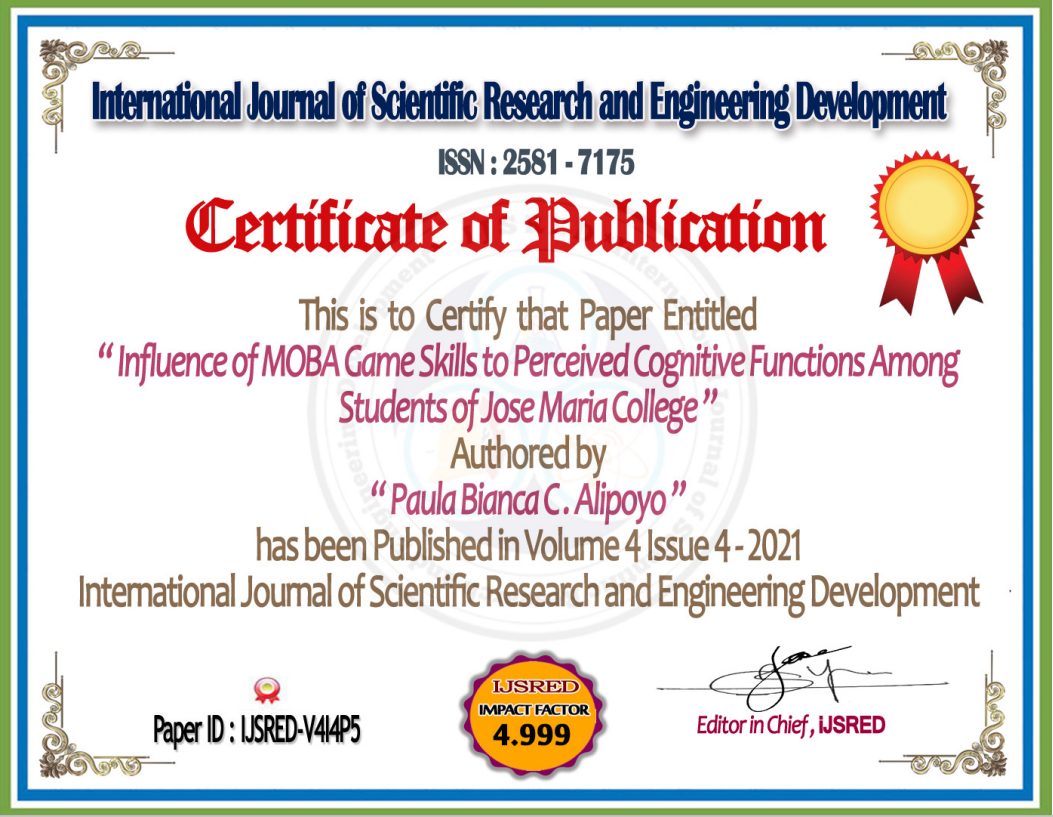 International Journal of Scientific Research and Engineering Development
ISSN : 2581 - 7175
Certificate of Publication
This is to Certify that Paper Entitled
“ Influence of MOBA Game Skills to Perceived Cognitive Functions Among
Students of Jose Maria College ”
Authored by
“ Paula Bianca C . Alipoyo ”
has been Published in Volume 4 Issue 4 - 2021
International Journal of Scientific Research and Engineering Development
Paper ID : IJSRED-V4I4P5
IJSRED
IMPACT FACTOR
4.999
Editor in Chief , IJSRED